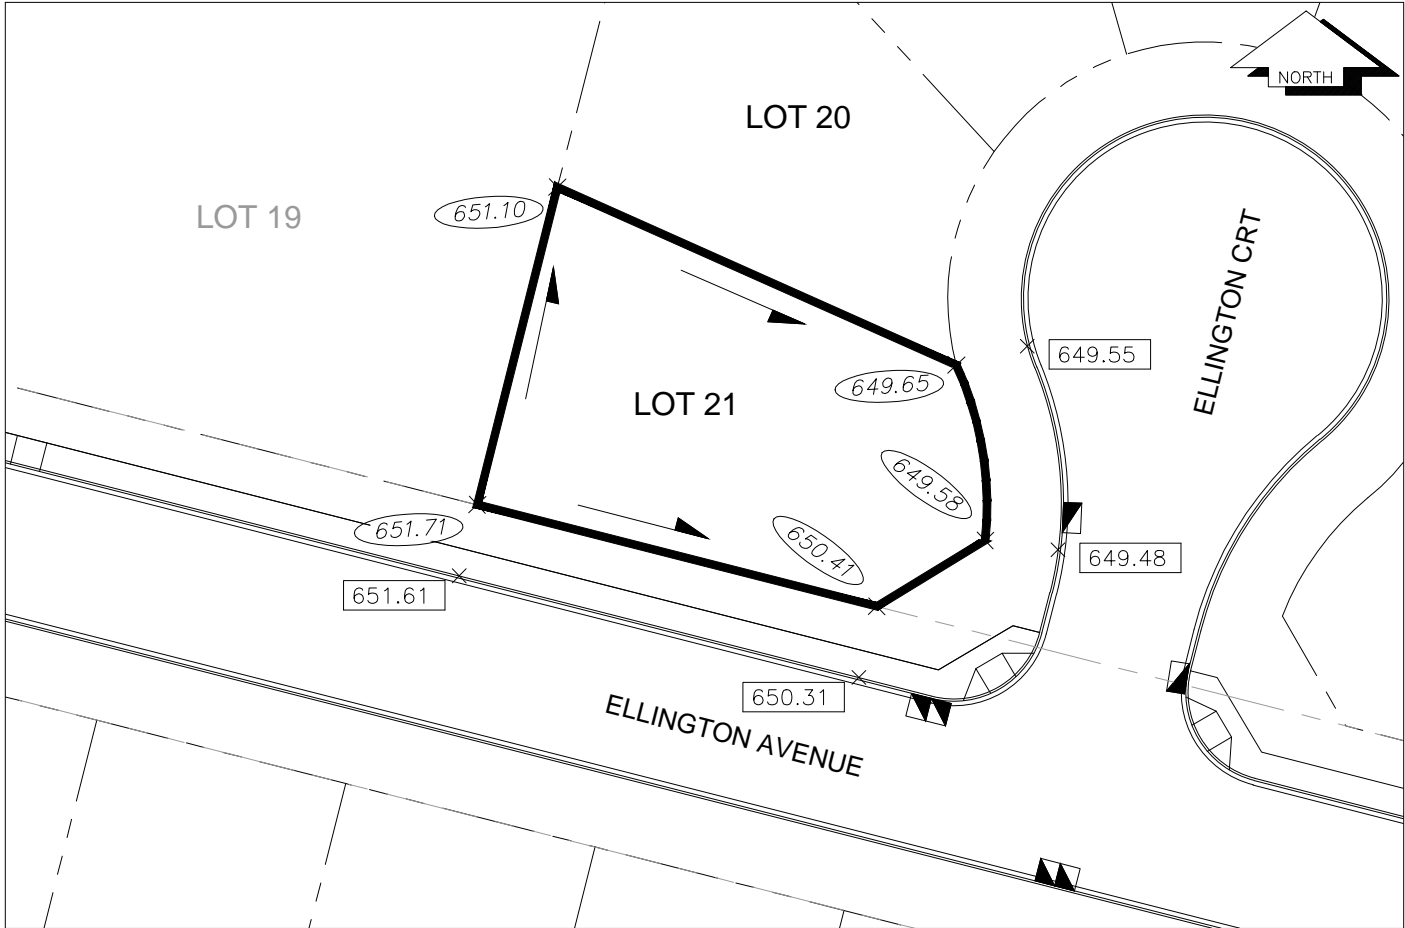 NORTH
LOT 20
LOT 19
651.10
ELLINGTON CRT
649.55
649.65
LOT 21
649.58
651.71
650.41
649.48
651.61
650.31
ELLINGTON AVENUE